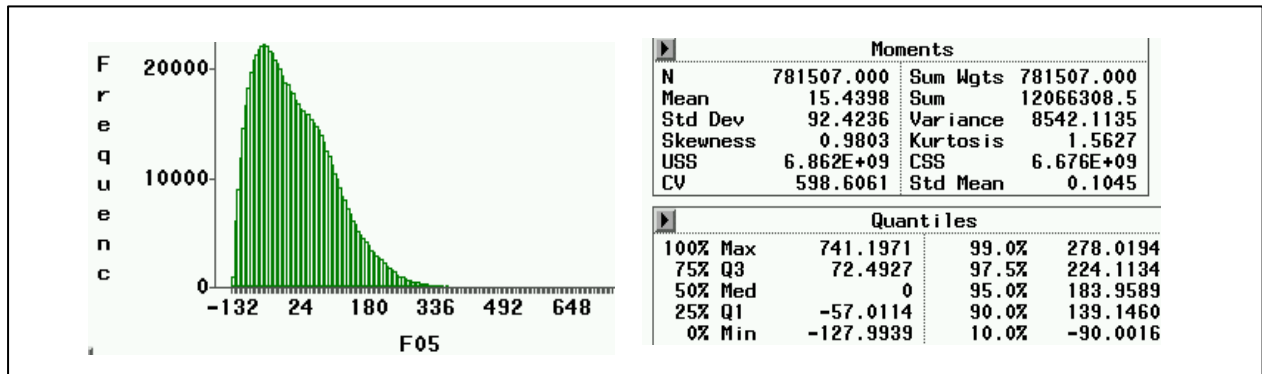 F r e q u e n c
20000
10000
0
-132 24 180 336 492 648
F05
Moments
N 781507.000 Sum Wgts 781507.000
Mean 15.4398 Sum 12066308.5
Std Dev 92.4236 Variance 8542.1135
Skewness 0.9803 Kurtosis 1.5627
USS 6.862E+09 CSS 6.676E+09
CV 598.6061 Std Mean 0.1045
Quantiles
100% Max 741.1971 99.0% 278.0194
75% Q3 72.4927 97.5% 224.1134
50% Med 0 95.0% 183.9589
25% Q1 -57.0114 90.0% 139.1460
0% Min -127.9939 10.0% -90.0016